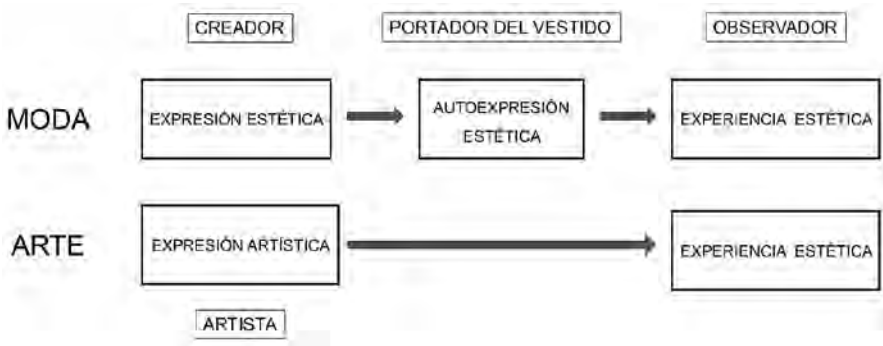 CREADOR
PORTADOR DEL VESTIDO
OBSERVADOR
MODA
EXPRESIÓN ESTÉTICA
AUTOEXPRESIÓN
ESTÉTICA
EXPERIENCIA ESTÉTICA
ARTE
EXPRESIÓN ARTÍSTICA
EXPERIENCIA ESTÉTICA
ARTISTA